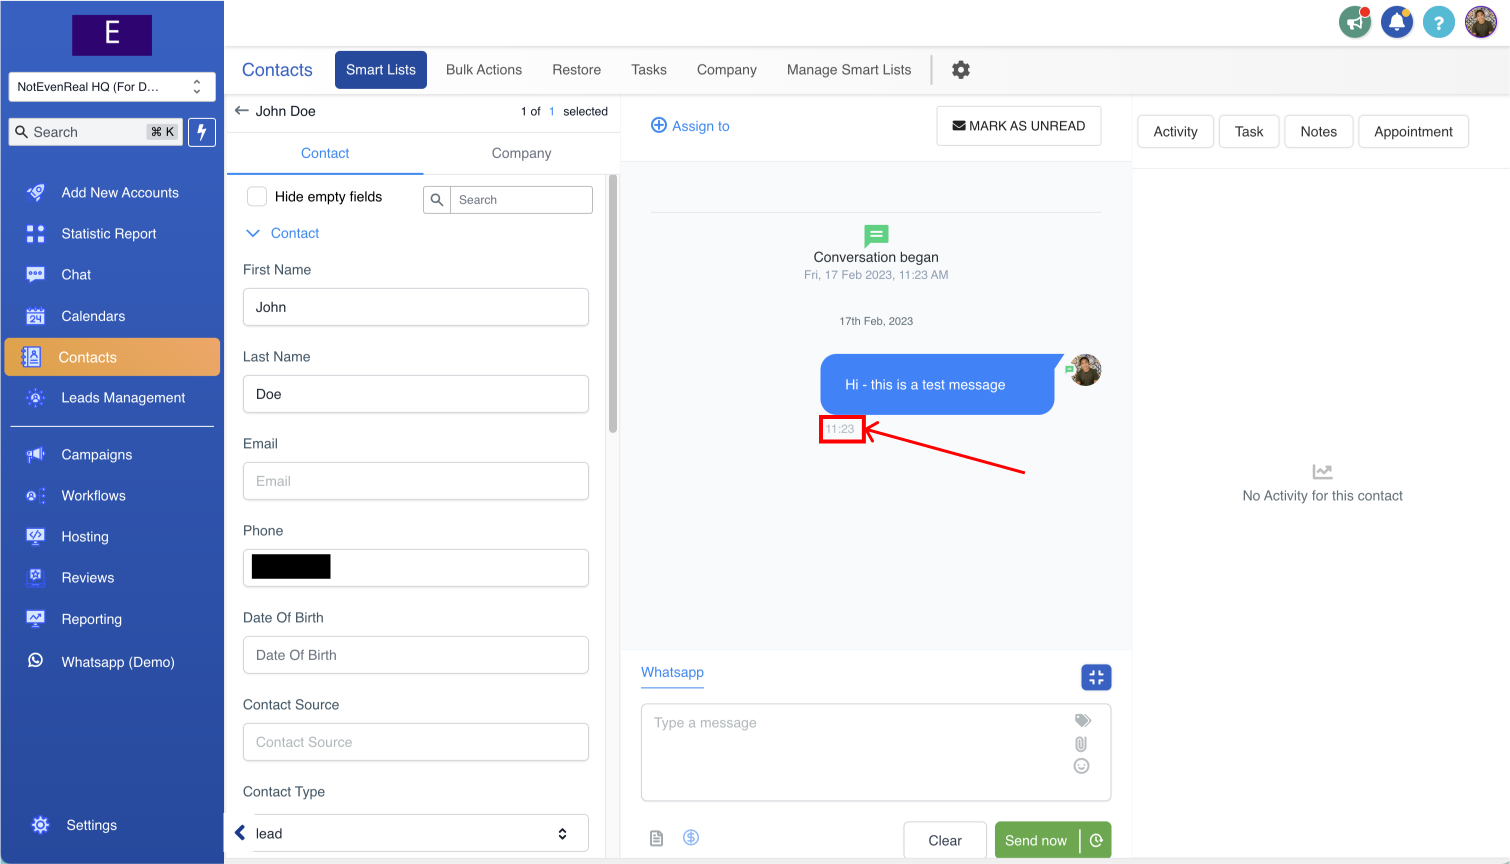 E
NotEvenReal HQ (For D...
Search ⌘ K
Add New Accounts
Statistic Report
Chat
24 Calendars
Contacts
Leads Management
Campaigns
Workflows
Hosting
Reviews
Reporting
Whatsapp (Demo)
Settings
?
Contacts Smart Lists Bulk Actions Restore Tasks Company Manage Smart Lists
John Doe 1 of 1 selected
Contact Company
Hide empty fields Search
Contact
First Name
John
Last Name
Doe
Email
Email
Phone
Date Of Birth
Date Of Birth
Contact Source
Contact Source
Contact Type
lead
Assign to MARK AS UNREAD
Conversation began
Fri, 17 Feb 2023, 11:23 AM
17th Feb, 2023
Hi - this is a test message
11:23
Whatsapp
Type a message
$ Clear Send now
Activity Task Notes Appointment
No Activity for this contact